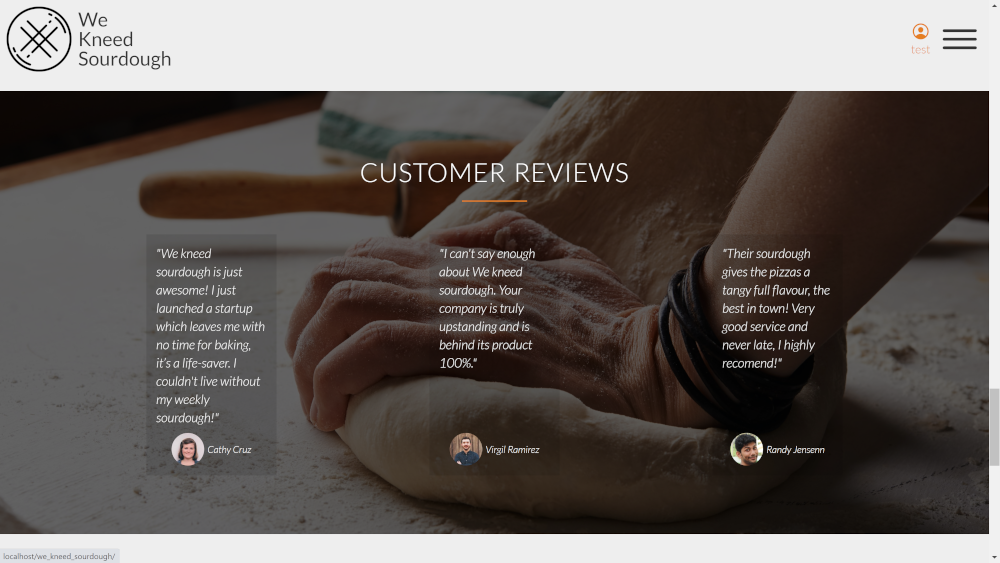 We
Kneed
Sourdough
test
CUSTOMER REVIEWS
"We kneed
sourdough is just
awesome! I just
launched a startup
which leaves me with
no time for baking,
it's a life-saver. I
couldn't live without
my weekly
sourdough!"
Cathy Cruz
"I can't say enough
about We kneed
sourdough. Your
company is truly
upstanding and is
behind its product
100%."
Virgil Ramirez
"Their sourdough
gives the pizzas a
tangy full flavour, the
best in town! Very
good service and
never late, I highly
recomend!"
Randy Jensenn
localhost/we_kneed_sourdough/